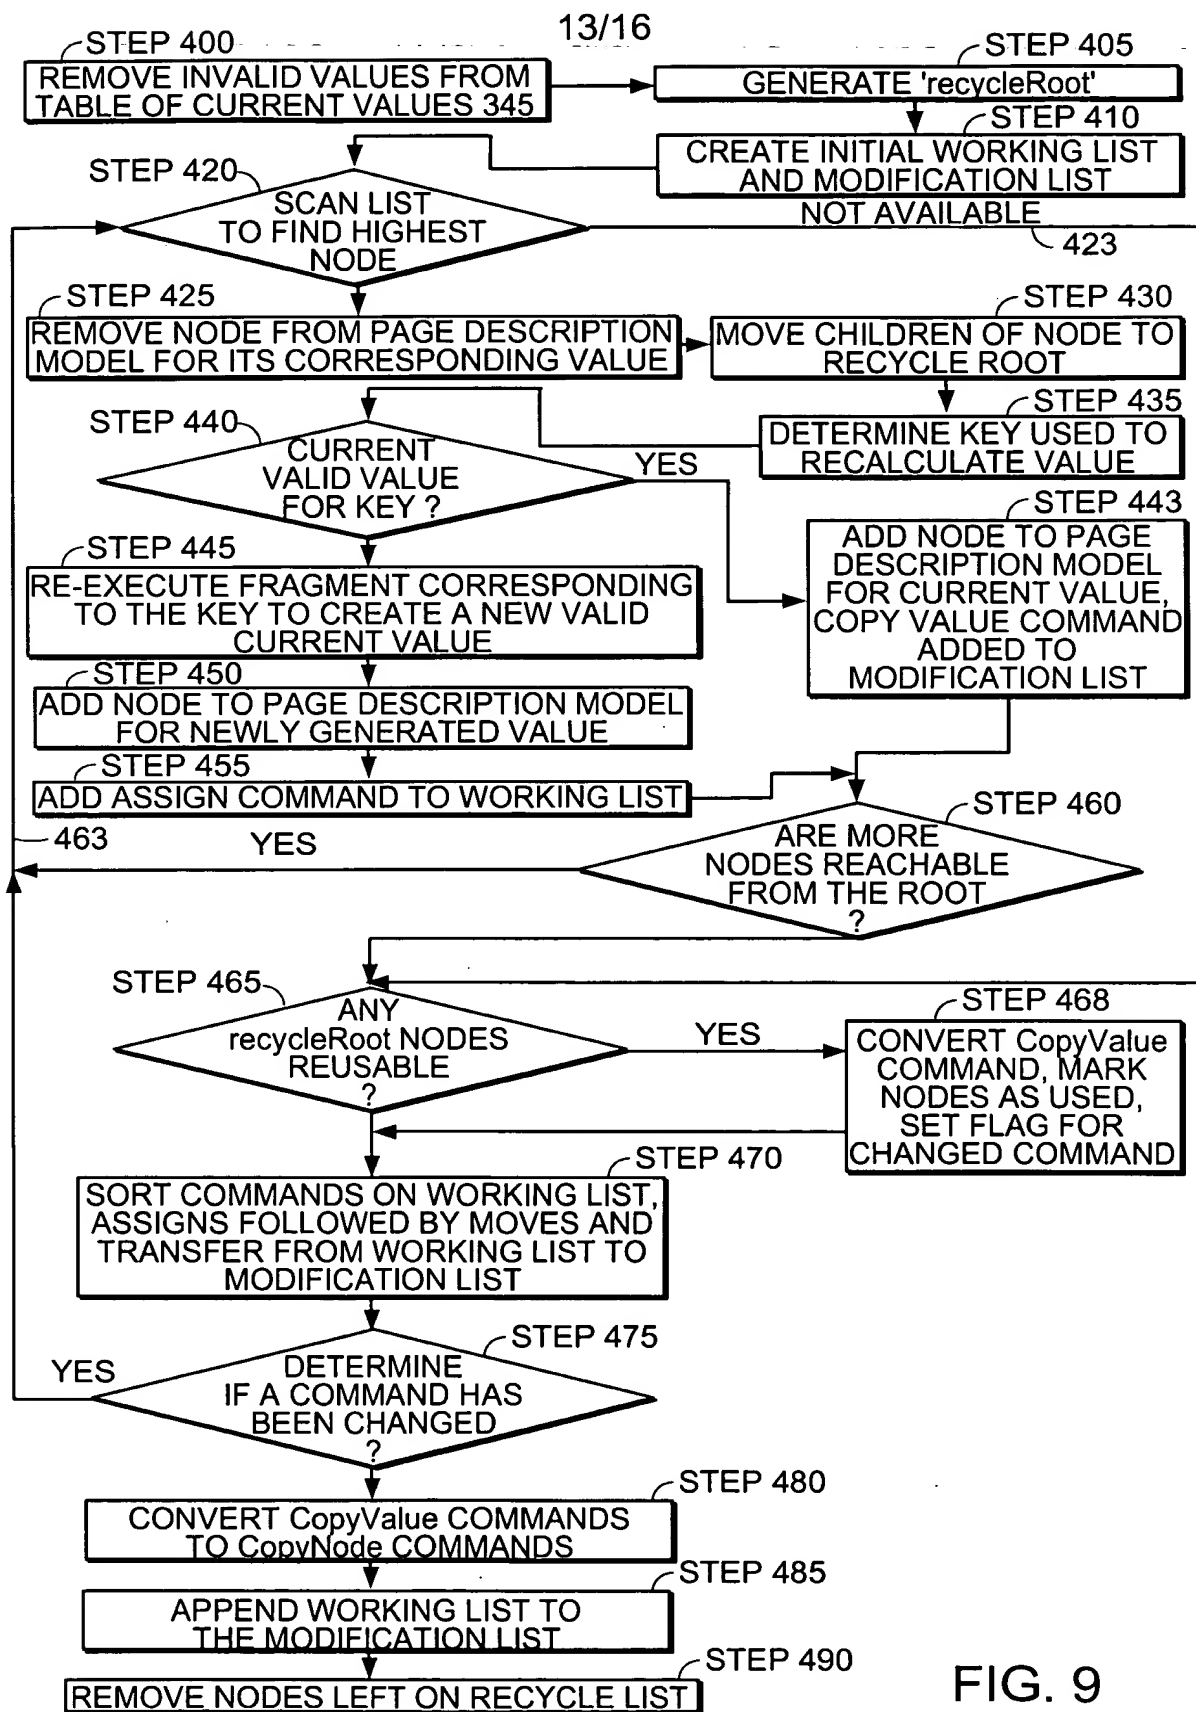 13/16
STEP 400
REMOVE INVALID VALUES FROM
TABLE OF CURRENT VALUES 345
STEP 405
GENERATE 'recycleRoot'
STEP 410
CREATE INITIAL WORKING LIST
AND MODIFICATION LIST
STEP 420
SCAN LIST
TO FIND HIGHEST
NODE
NOT AVAILABLE
423
STEP 425
REMOVE NODE FROM PAGE DESCRIPTION
MODEL FOR ITS CORRESPONDING VALUE
STEP 430
MOVE CHILDREN OF NODE TO
RECYCLE ROOT
STEP 435
DETERMINE KEY USED TO
RECALCULATE VALUE
STEP 440
CURRENT
VALID VALUE
FOR KEY ?
YES
STEP 443
ADD NODE TO PAGE
DESCRIPTION MODEL
FOR CURRENT VALUE,
COPY VALUE COMMAND
ADDED TO
MODIFICATION LIST
STEP 445
RE-EXECUTE FRAGMENT CORRESPONDING
TO THE KEY TO CREATE A NEW VALID
CURRENT VALUE
STEP 450
ADD NODE TO PAGE DESCRIPTION MODEL
FOR NEWLY GENERATED VALUE
STEP 455
ADD ASSIGN COMMAND TO WORKING LIST
STEP 460
ARE MORE
NODES REACHABLE
FROM THE ROOT
?
463
YES
STEP 465
ANY
recycleRoot NODES
REUSABLE
?
YES
STEP 468
CONVERT CopyValue
COMMAND, MARK
NODES AS USED,
SET FLAG FOR
CHANGED COMMAND
STEP 470
SORT COMMANDS ON WORKING LIST,
ASSIGNS FOLLOWED BY MOVES AND
TRANSFER FROM WORKING LIST TO
MODIFICATION LIST
STEP 475
DETERMINE
IF A COMMAND HAS
BEEN CHANGED
?
YES
STEP 480
CONVERT CopyValue COMMANDS
TO CopyNode COMMANDS
STEP 485
APPEND WORKING LIST TO
THE MODIFICATION LIST
STEP 490
REMOVE NODES LEFT ON RECYCLE LIST
FIG. 9